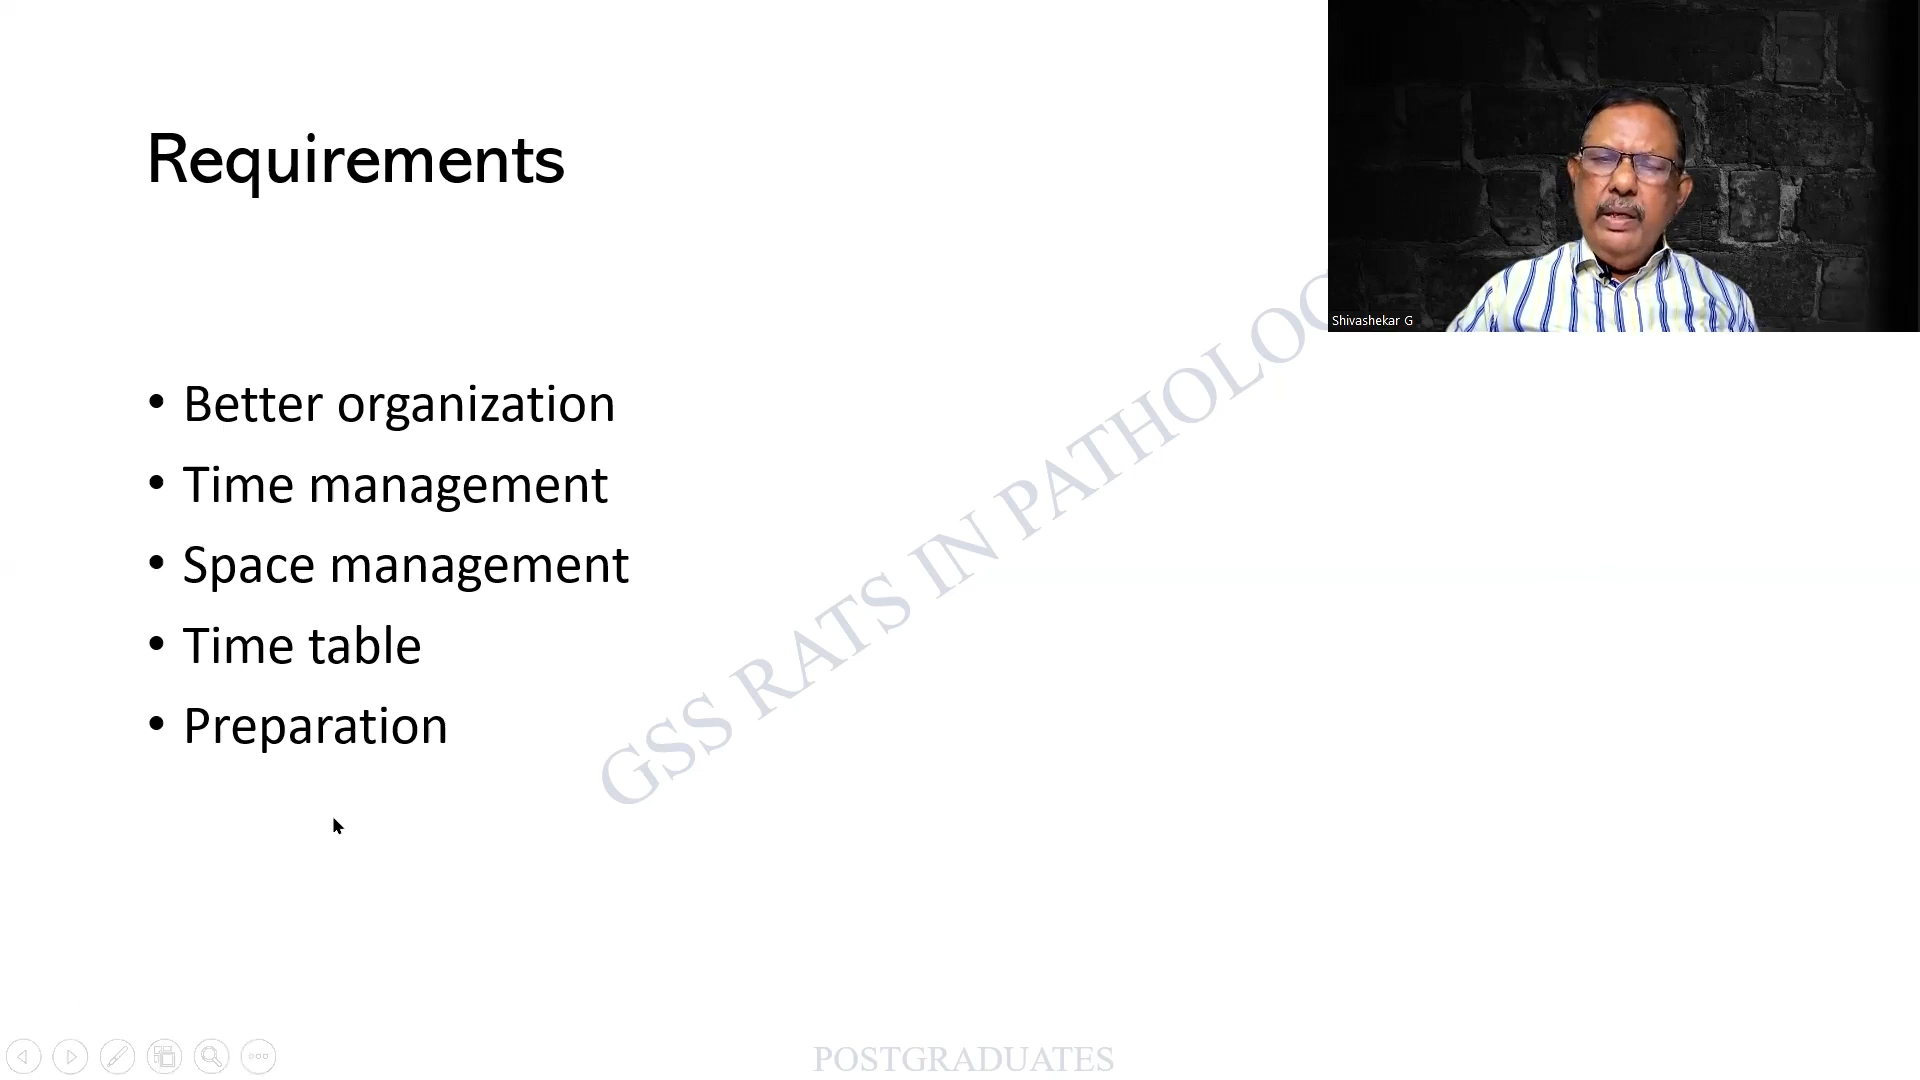 Requirements
Shivashekar G
• Better organization
• Time management
• Space management
• Time table
• Preparation
GSS RATS IN PATHOLOG
POSTGRADUATES